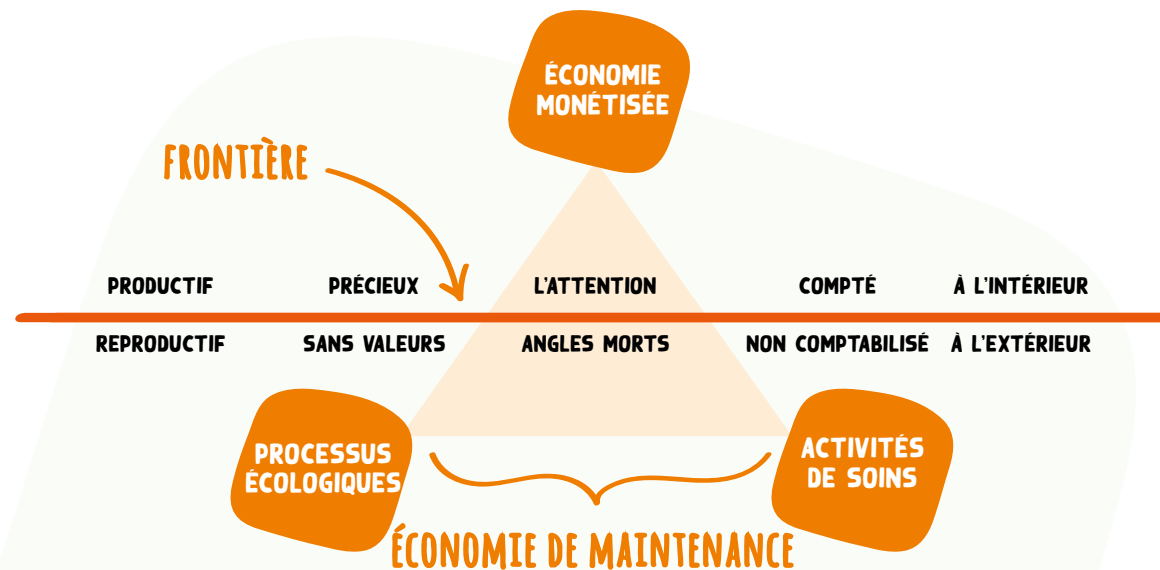 ÉCONOMIE
MONÉTISÉE
FRONTIÈRE
PRODUCTIF PRÉCIEUX L'ATTENTION COMPTÉ À L'INTÉRIEUR
REPRODUCTIF SANS VALEURS ANGLES MORTS NON COMPTABILISÉ À L'EXTÉRIEUR
PROCESSUS
ÉCOLOGIQUES
ACTIVITÉS
DE SOINS
ÉCONOMIE DE MAINTENANCE